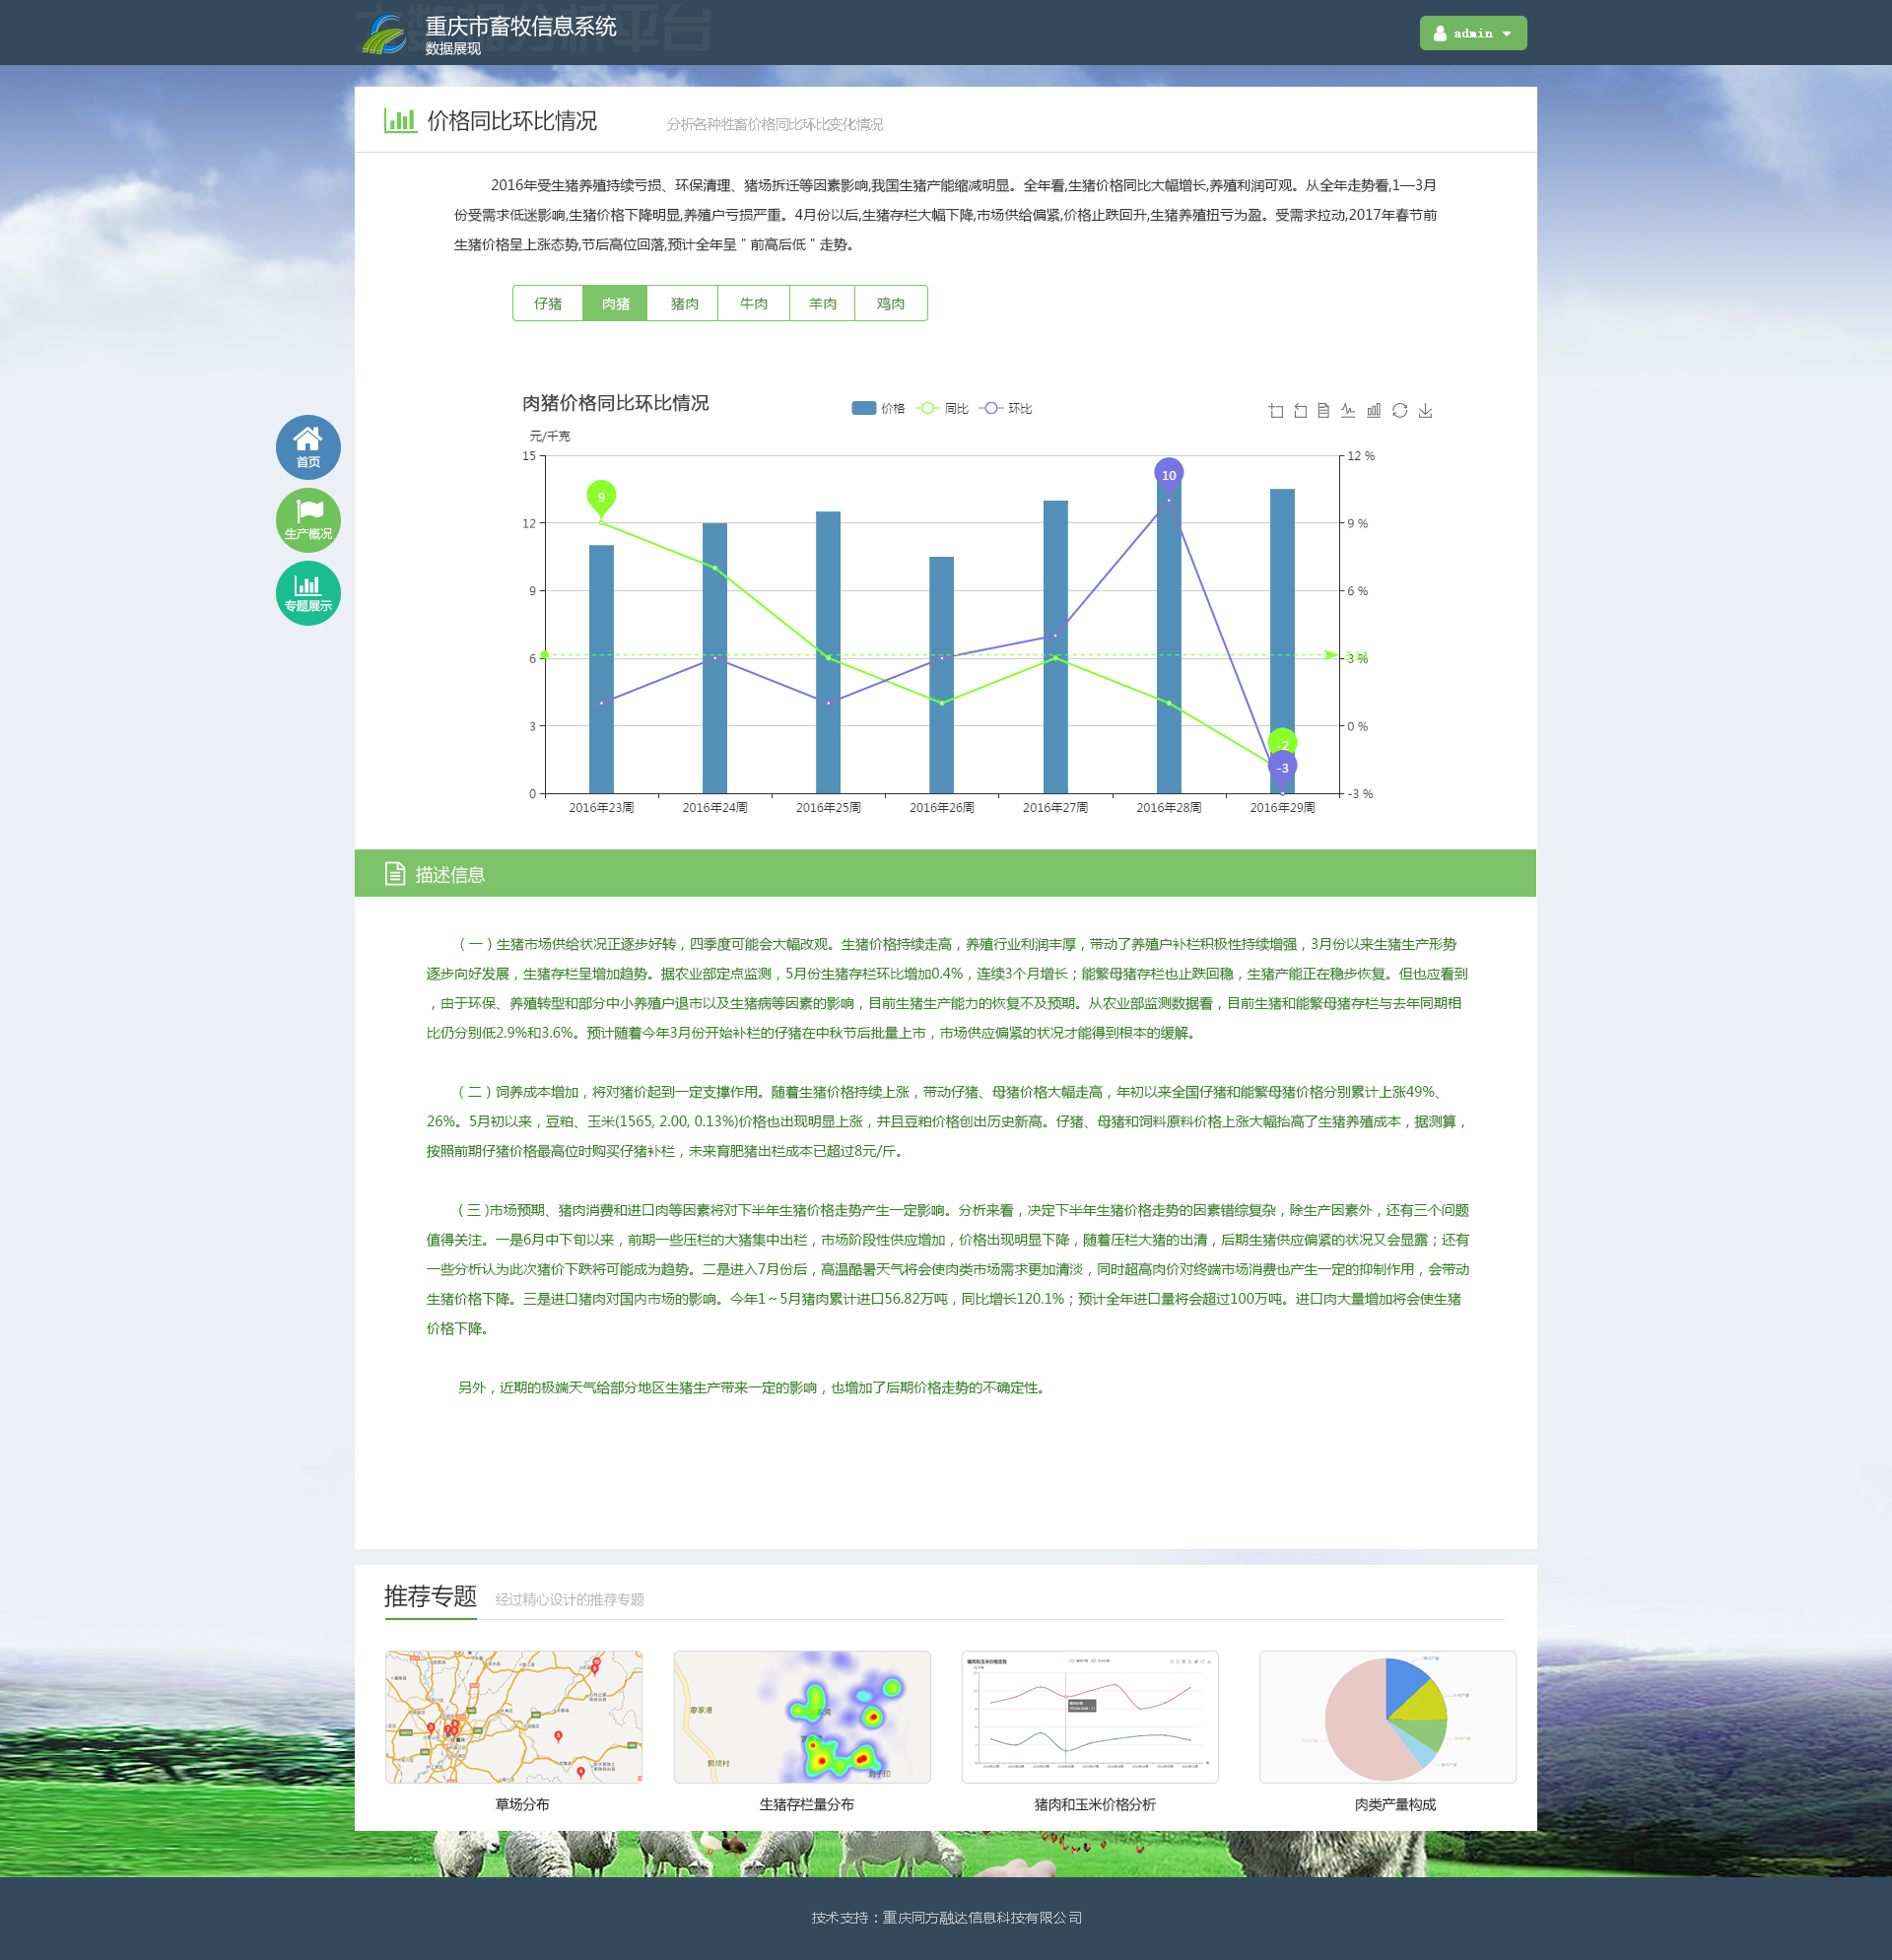 重庆市畜牧信息系统
数据展现
admin
价格同比环比情况
分析各种牲畜价格同比环比变化情况
2016年受生猪养殖持续亏损、环保清理、猪场拆迁等因素影响,我国生猪产能缩减明显。全年看,生猪价格同比大幅增长,养殖利润可观。从全年走势看,1—3月
份受需求低迷影响,生猪价格下降明显,养殖户亏损严重。4月份以后,生猪存栏大幅下降,市场供给偏紧,价格止跌回升,生猪养殖扭亏为盈。受需求拉动,2017年春节前
生猪价格呈上涨态势,节后高位回落,预计全年呈＂前高后低＂走势。
仔猪 肉猪 猪肉 牛肉 羊肉 鸡肉
肉猪价格同比环比情况
价格 同比 环比
元/千克
15 12 %
10
9
12 9 %
9 6 %
6 3 %
3 0 %
-2
-3
0 -3 %
2016年23周 2016年24周 2016年25周 2016年26周 2016年27周 2016年28周 2016年29周
首页
生产概况
专题展示
描述信息
（一）生猪市场供给状况正逐步好转，四季度可能会大幅改观。生猪价格持续走高，养殖行业利润丰厚，带动了养殖户补栏积极性持续增强，3月份以来生猪生产形势
逐步向好发展，生猪存栏呈增加趋势。据农业部定点监测，5月份生猪存栏环比增加0.4%，连续3个月增长；能繁母猪存栏也止跌回稳，生猪产能正在稳步恢复。但也应看到
，由于环保、养殖转型和部分中小养殖户退市以及生猪病等因素的影响，目前生猪生产能力的恢复不及预期。从农业部监测数据看，目前生猪和能繁母猪存栏与去年同期相
比仍分别低2.9%和3.6%。预计随着今年3月份开始补栏的仔猪在中秋节后批量上市，市场供应偏紧的状况才能得到根本的缓解。
（二）饲养成本增加，将对猪价起到一定支撑作用。随着生猪价格持续上涨，带动仔猪、母猪价格大幅走高，年初以来全国仔猪和能繁母猪价格分别累计上涨49%、
26%。5月初以来，豆粕、玉米(1565, 2.00, 0.13%)价格也出现明显上涨，并且豆粕价格创出历史新高。仔猪、母猪和饲料原料价格上涨大幅抬高了生猪养殖成本，据测算，
按照前期仔猪价格最高位时购买仔猪补栏，未来育肥猪出栏成本已超过8元/斤。
（三)市场预期、猪肉消费和进口肉等因素将对下半年生猪价格走势产生一定影响。分析来看，决定下半年生猪价格走势的因素错综复杂，除生产因素外，还有三个问题
值得关注。一是6月中下旬以来，前期一些压栏的大猪集中出栏，市场阶段性供应增加，价格出现明显下降，随着压栏大猪的出清，后期生猪供应偏紧的状况又会显露；还有
一些分析认为此次猪价下跌将可能成为趋势。二是进入7月份后，高温酷暑天气将会使肉类市场需求更加清淡，同时超高肉价对终端市场消费也产生一定的抑制作用，会带动
生猪价格下降。三是进口猪肉对国内市场的影响。今年1～5月猪肉累计进口56.82万吨，同比增长120.1%；预计全年进口量将会超过100万吨。进口肉大量增加将会使生猪
价格下降。
另外，近期的极端天气给部分地区生猪生产带来一定的影响，也增加了后期价格走势的不确定性。
推荐专题
经过精心设计的推荐专题
廖家湾
郭坝村
猪肉和玉米价格走势
草场分布
生猪存栏量分布
猪肉和玉米价格分析
肉类产量构成
技术支持：重庆同方融达信息科技有限公司